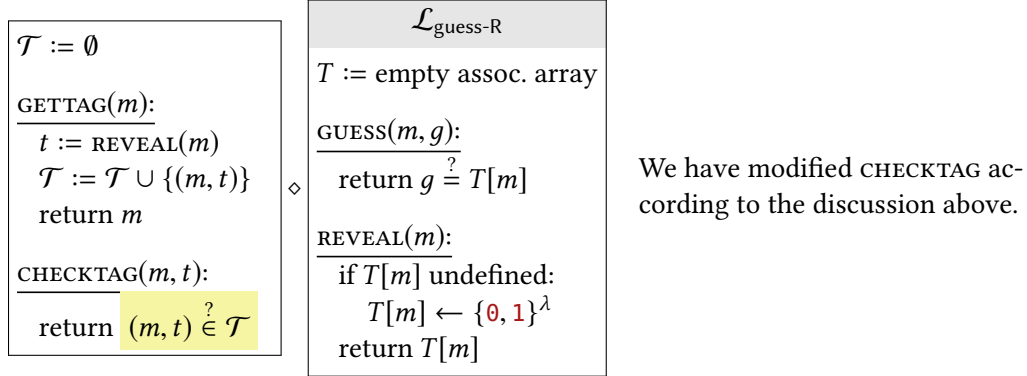 𝒯 := ∅
GETTAG(m):
t := REVEAL(m)
𝒯 := 𝒯 ∪ {(m, t)}
return m
CHECKTAG(m, t):
return (m, t) ∈? 𝒯
⋄
ℒguess-R
T := empty assoc. array
GUESS(m, g):
return g ≟ T[m]
REVEAL(m):
if T[m] undefined:
T[m] ← {0, 1}^λ
return T[m]
We have modified CHECKTAG ac-
cording to the discussion above.